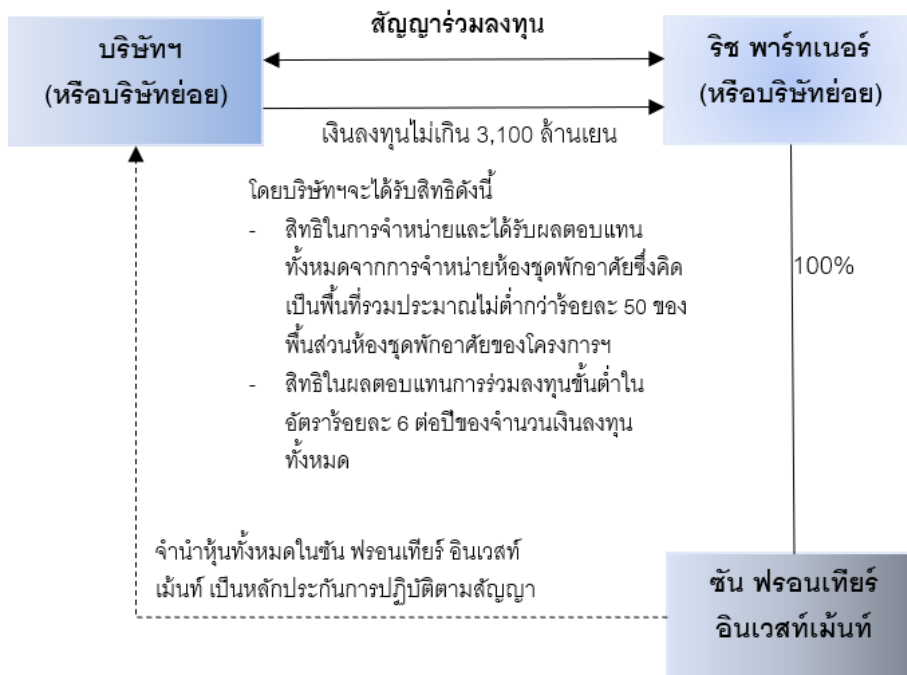 สัญญาร่วมลงทุน
บริษัทฯ
(หรือบริษัทย่อย)
ริช พาร์ทเนอร์
(หรือบริษัทย่อย)
เงินลงทุนไม่เกิน 3,100 ล้านเยน
โดยบริษัทฯจะได้รับสิทธิดังนี้
- สิทธิในการจำหน่ายและได้รับผลตอบแทน
ทั้งหมดจากการจำหน่ายห้องชุดพักอาศัยซึ่งคิด
เป็นพื้นที่รวมประมาณไม่ต่ำกว่าร้อยละ 50 ของ
พื้นส่วนห้องชุดพักอาศัยของโครงการฯ
- สิทธิในผลตอบแทนการร่วมลงทุนขั้นต่ำใน
อัตราร้อยละ 6 ต่อปีของจำนวนเงินลงทุน
ทั้งหมด
100%
จำนำหุ้นทั้งหมดในซัน ฟรอนเทียร์ อินเวสท์
เม้นท์ เป็นหลักประกันการปฏิบัติตามสัญญา
ซัน ฟรอนเทียร์
อินเวสท์เม้นท์